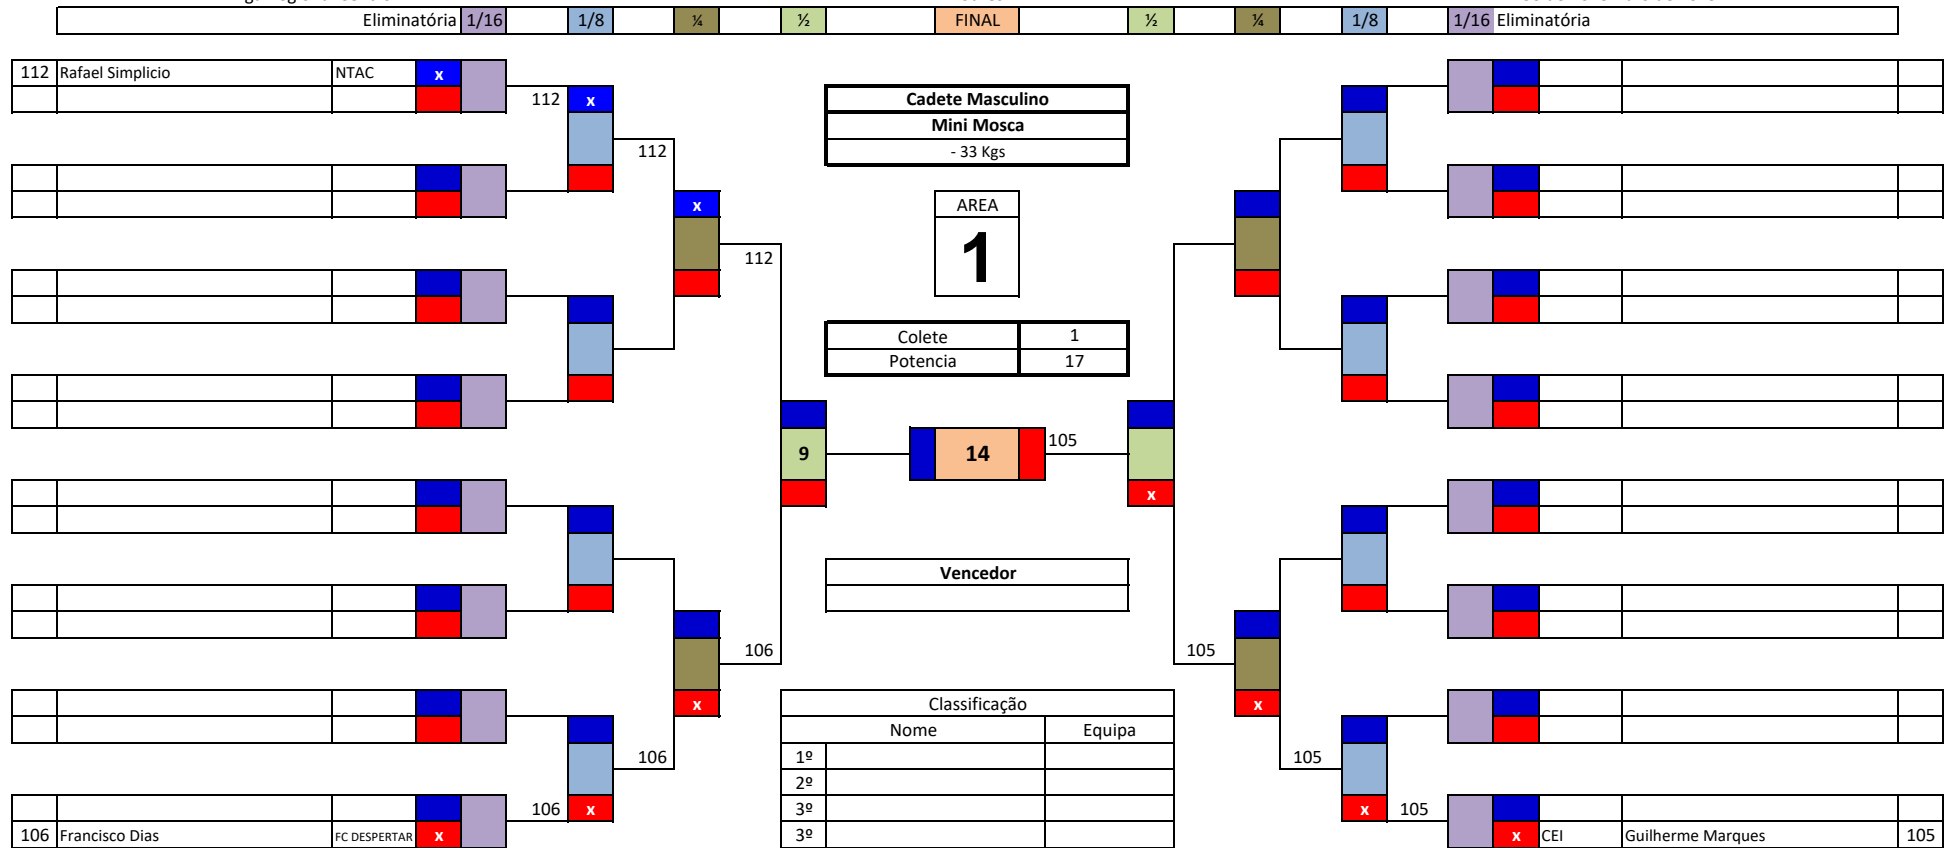 Eliminatória 1/16 1/8 ¼ ½ FINAL ½ ¼ 1/8 1/16 Eliminatória
112 Rafael Simplicio NTAC x
112 x
Cadete Masculino
Mini Mosca
- 33 Kgs
112
x
AREA
1
112
Colete 1
Potencia 17
9
14
105
x
Vencedor
106
105
x
x
Classificação
Nome Equipa
1º
2º
3º
3º
106
105
106 x
x 105
106 Francisco Dias FC DESPERTAR x
x CEI Guilherme Marques 105